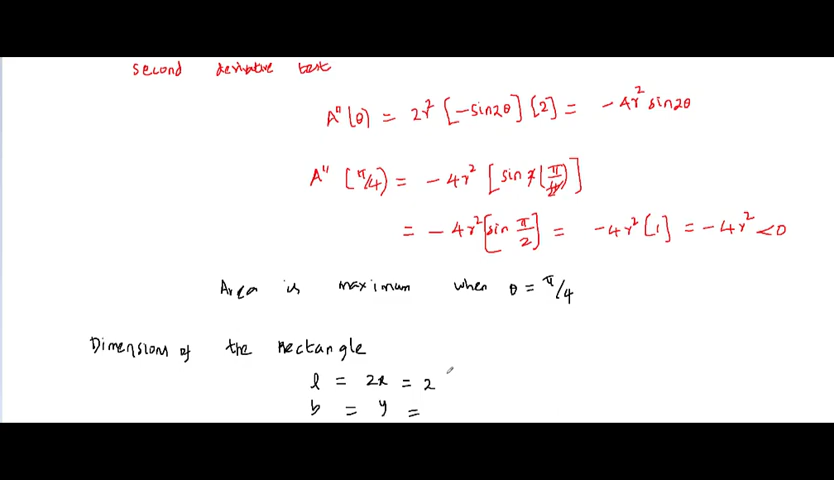 second derivative test
A"(θ) = 2r² [-sin2θ] [2] = -4r² sin2θ
A" [π/4] = -4r² [sin 2(π/4)]
= -4r² [sin π/2] = -4r² [1] = -4r² <0
Area is maximum when θ = π/4
Dimensions of the Rectangle
l = 2x = 2
b = y =